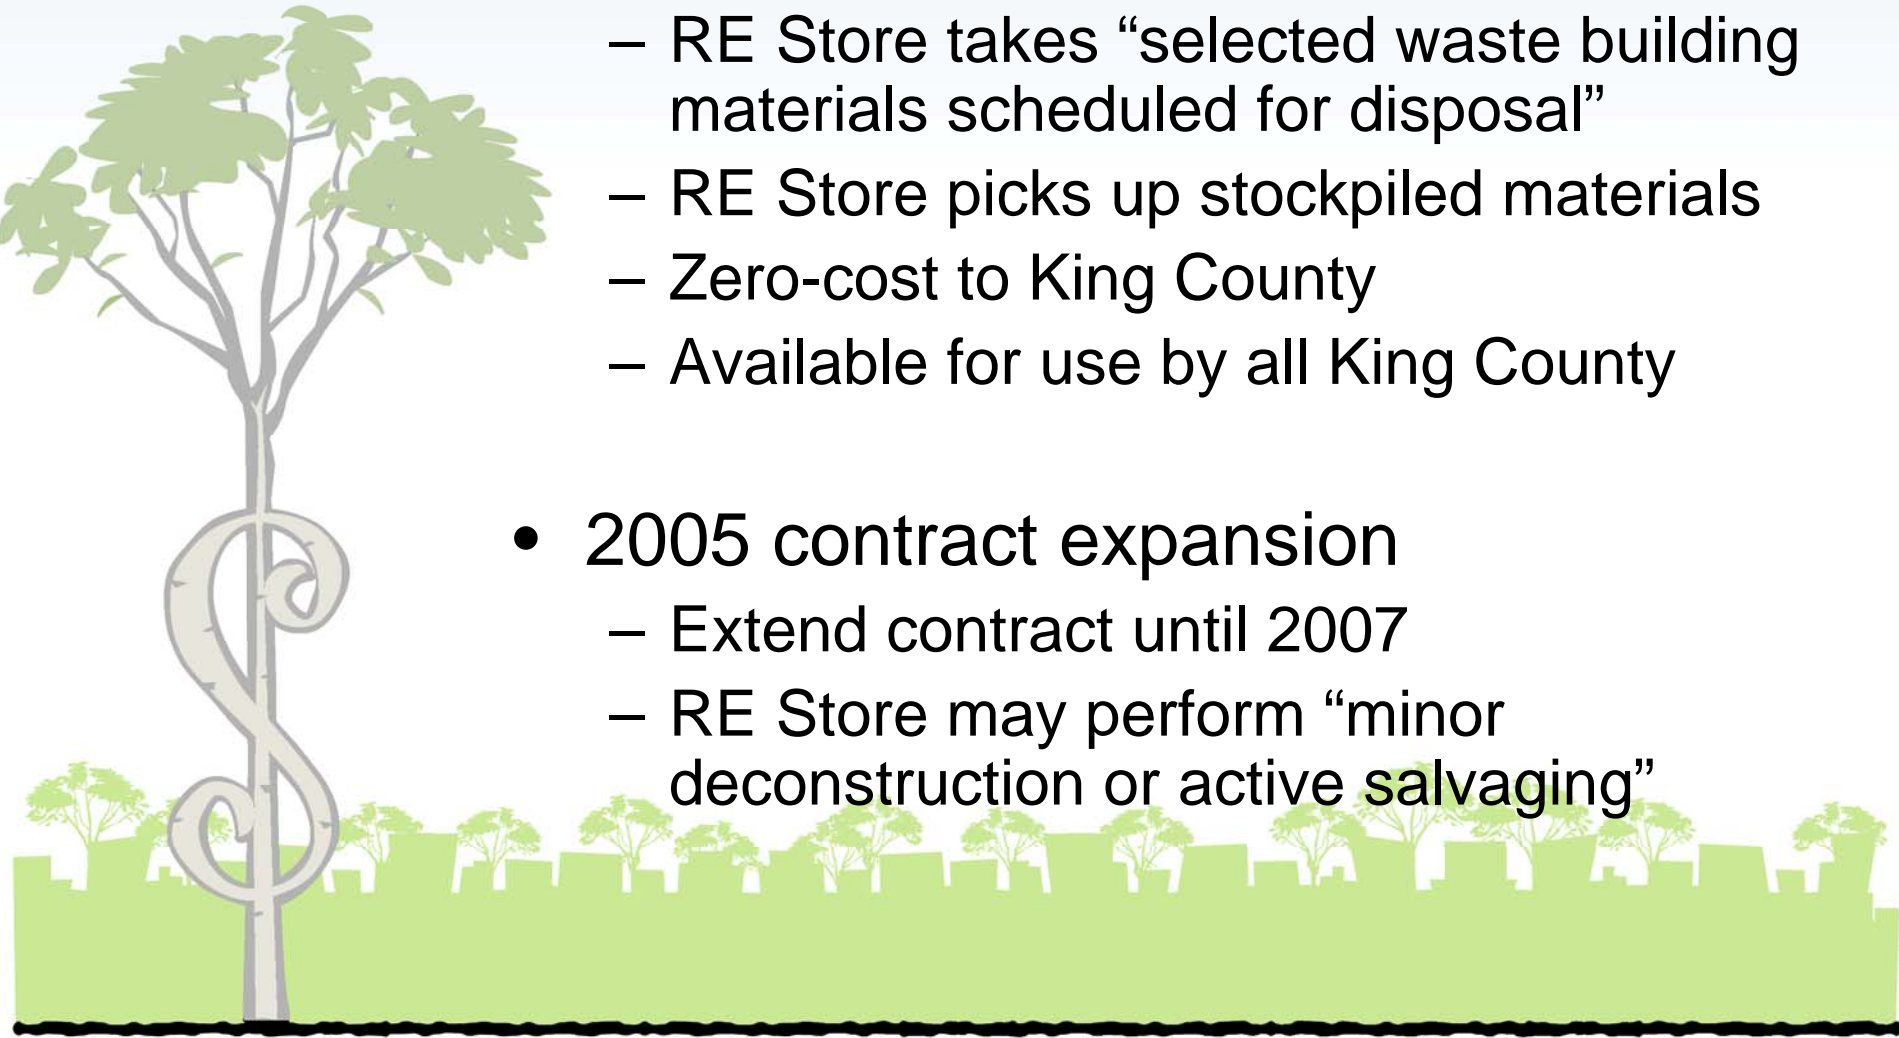 – RE Store takes “selected waste building
materials scheduled for disposal”
– RE Store picks up stockpiled materials
– Zero-cost to King County
– Available for use by all King County
• 2005 contract expansion
– Extend contract until 2007
– RE Store may perform “minor
deconstruction or active salvaging”